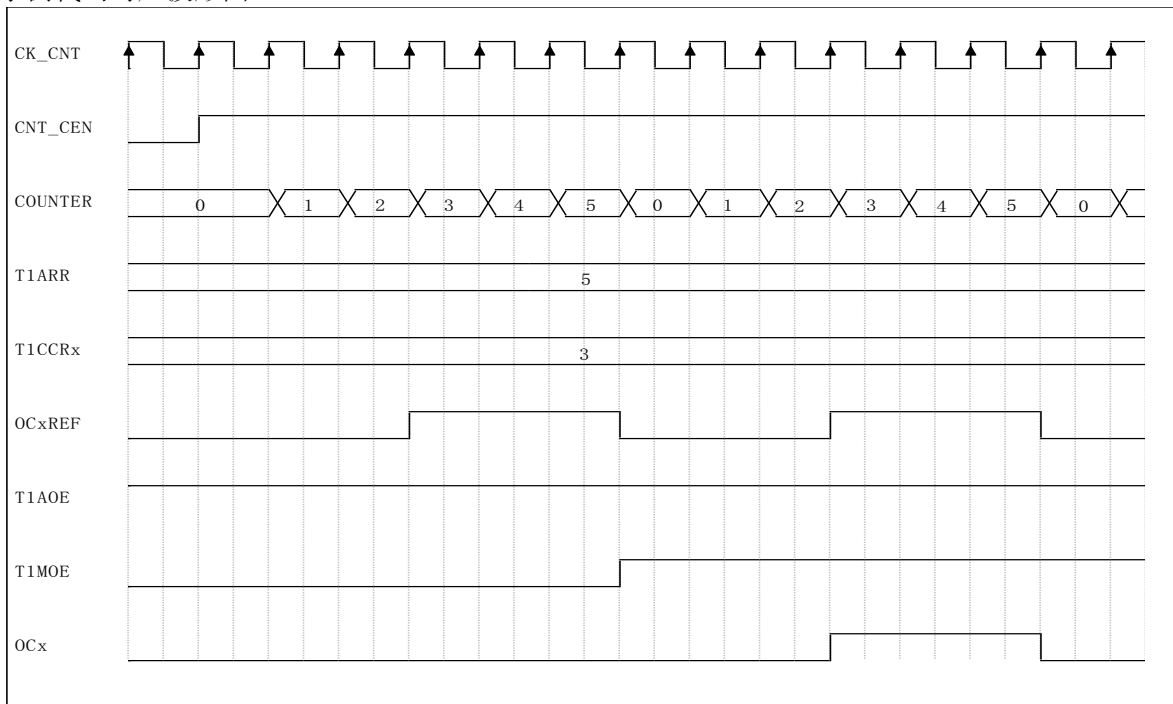 CK_CNT
CNT_CEN
COUNTER 0 1 2 3 4 5 0 1 2 3 4 5 0
T1ARR 5
T1CCRx 3
OCxREF
T1AOE
T1MOE
OCx